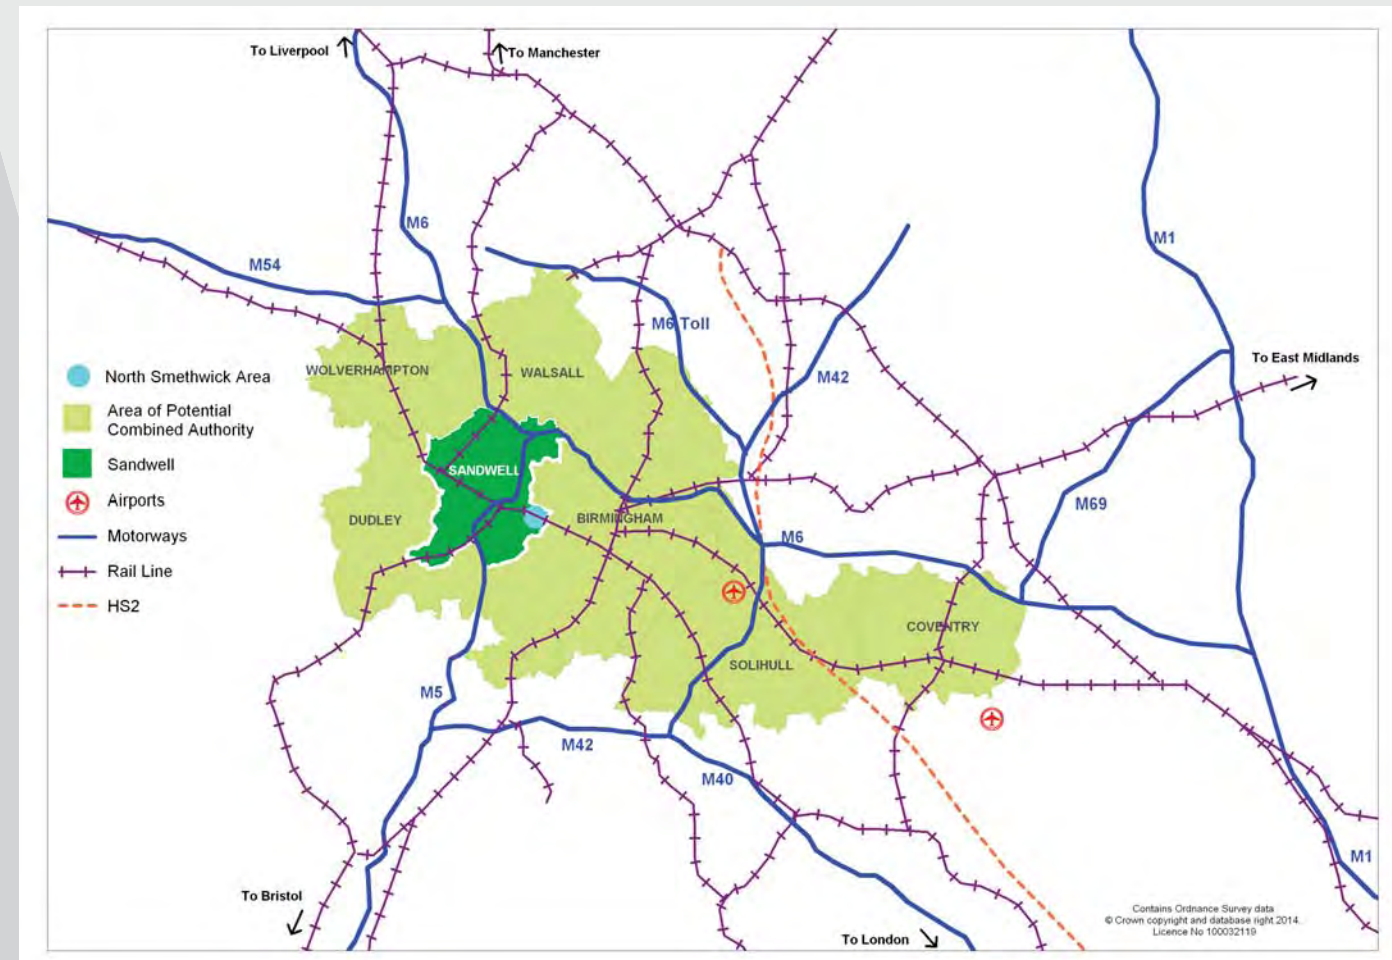 To Liverpool
To Manchester
M6
M1
M54
M6 Toll
M42
To East Midlands
WOLVERHAMPTON
WALSALL
North Smethwick Area
Area of Potential
Combined Authority
Sandwell
Airports
Motorways
Rail Line
HS2
SANDWELL
DUDLEY
BIRMINGHAM
M69
M6
COVENTRY
SOLIHULL
M5
M42
M40
M1
To Bristol
To London
Contains Ordnance Survey data
© Crown copyright and database right 2014.
Licence No 100032119